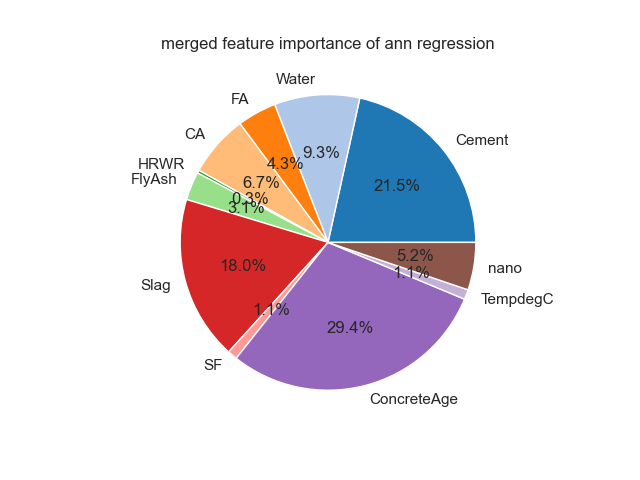 merged feature importance of ann regression
Water
FA
Cement
CA
9.3%
4.3%
HRWR
FlyAsh
6.7%
21.5%
0.3%
3.1%
5.2%
18.0%
nano
1.1%
Slag
TempdegC
1.1%
29.4%
SF
ConcreteAge